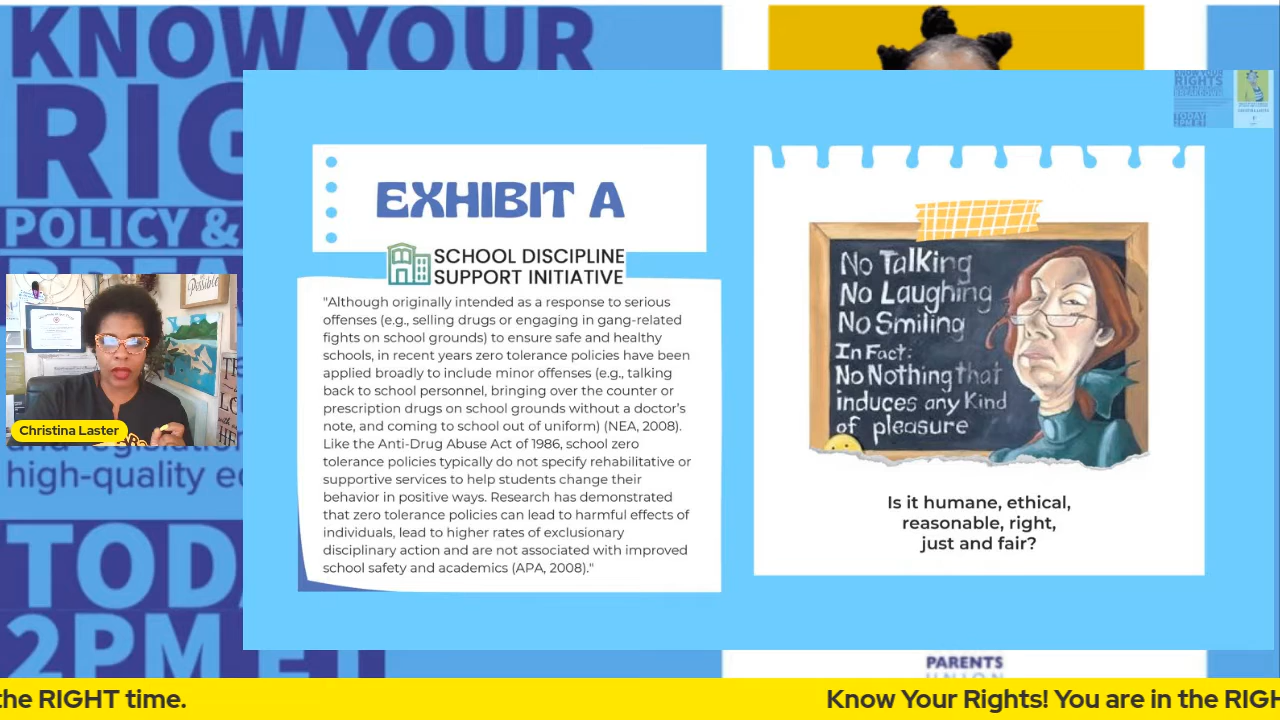 KNOW YOUR
RIG
POLICY &
BREA
and legislation
high-quality e
TODA
2PM ET
KNOW YOUR
RIGHTS
TODAY
2PM ET
EXHIBIT A
SCHOOL DISCIPLINE
SUPPORT INITIATIVE
"Although originally intended as a response to serious
offenses (e.g., selling drugs or engaging in gang-related
fights on school grounds) to ensure safe and healthy
schools, in recent years zero tolerance policies have been
applied broadly to include minor offenses (e.g., talking
back to school personnel, bringing over the counter or
prescription drugs on school grounds without a doctor's
note, and coming to school out of uniform) (NEA, 2008).
Like the Anti-Drug Abuse Act of 1986, school zero
tolerance policies typically do not specify rehabilitative or
supportive services to help students change their
behavior in positive ways. Research has demonstrated
that zero tolerance policies can lead to harmful effects of
individuals, lead to higher rates of exclusionary
disciplinary action and are not associated with improved
school safety and academics (APA, 2008)."
No Talking
No Laughing
No Smiling
In Fact:
No Nothing that
induces any Kind
of pleasure
Is it humane, ethical,
reasonable, right,
just and fair?
Possible
Christina Laster
PARENTS
UNION
the RIGHT time.
Know Your Rights! You are in the RIGH